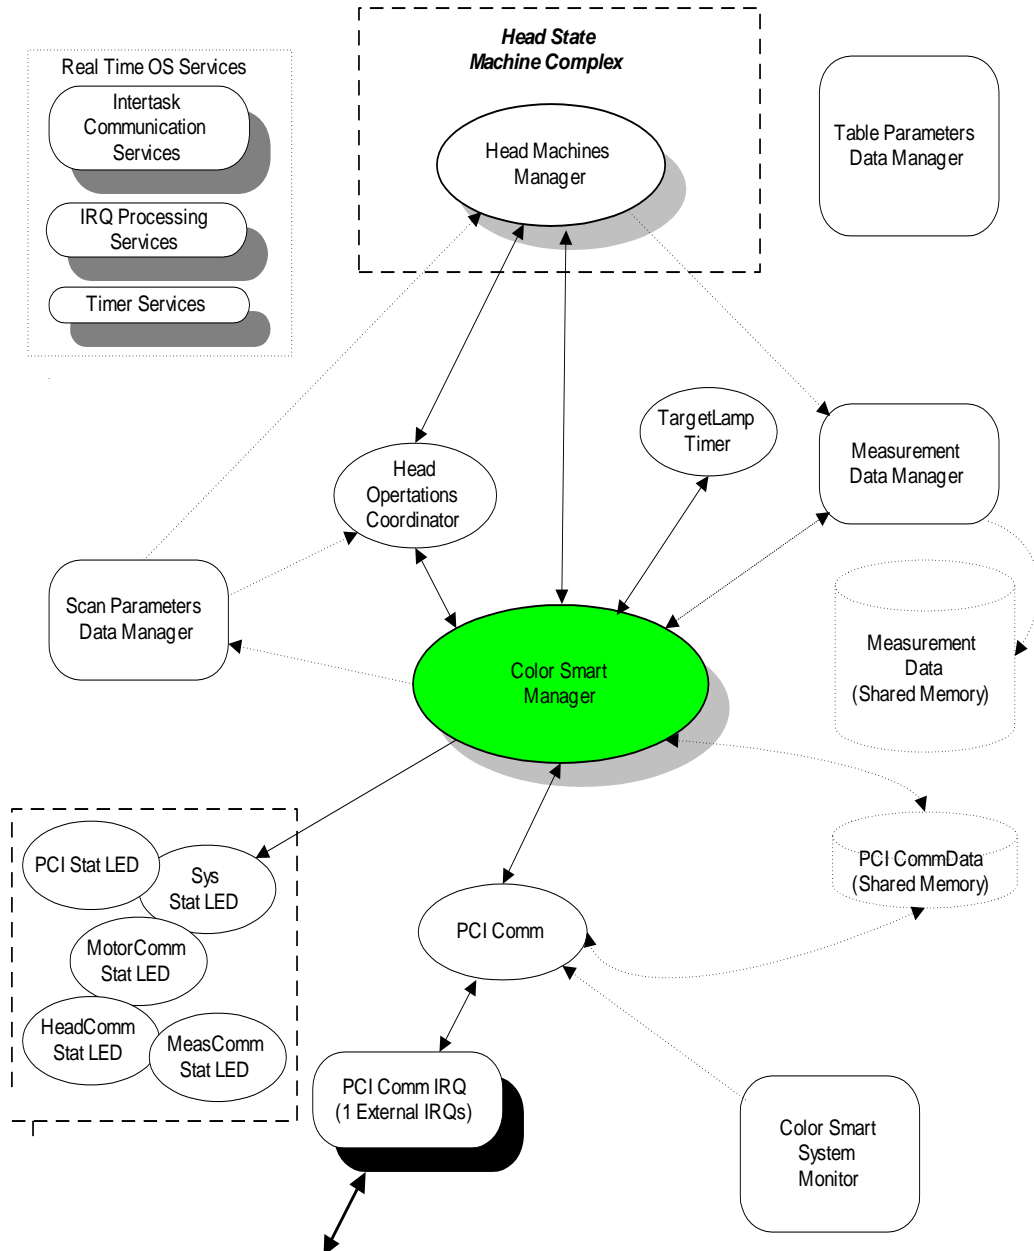 Head State
Machine Complex
Real Time OS Services
Intertask
Communication
Services
IRQ Processing
Services
Timer Services
Head Machines
Manager
Table Parameters
Data Manager
TargetLamp
Timer
Measurement
Data Manager
Head
Opertations
Coordinator
Scan Parameters
Data Manager
Measurement
Data
(Shared Memory)
Color Smart
Manager
PCI Stat LED
Sys
Stat LED
MotorComm
Stat LED
HeadComm
Stat LED
MeasComm
Stat LED
PCI CommData
(Shared Memory)
PCI Comm
PCI Comm IRQ
(1 External IRQs)
Color Smart
System
Monitor